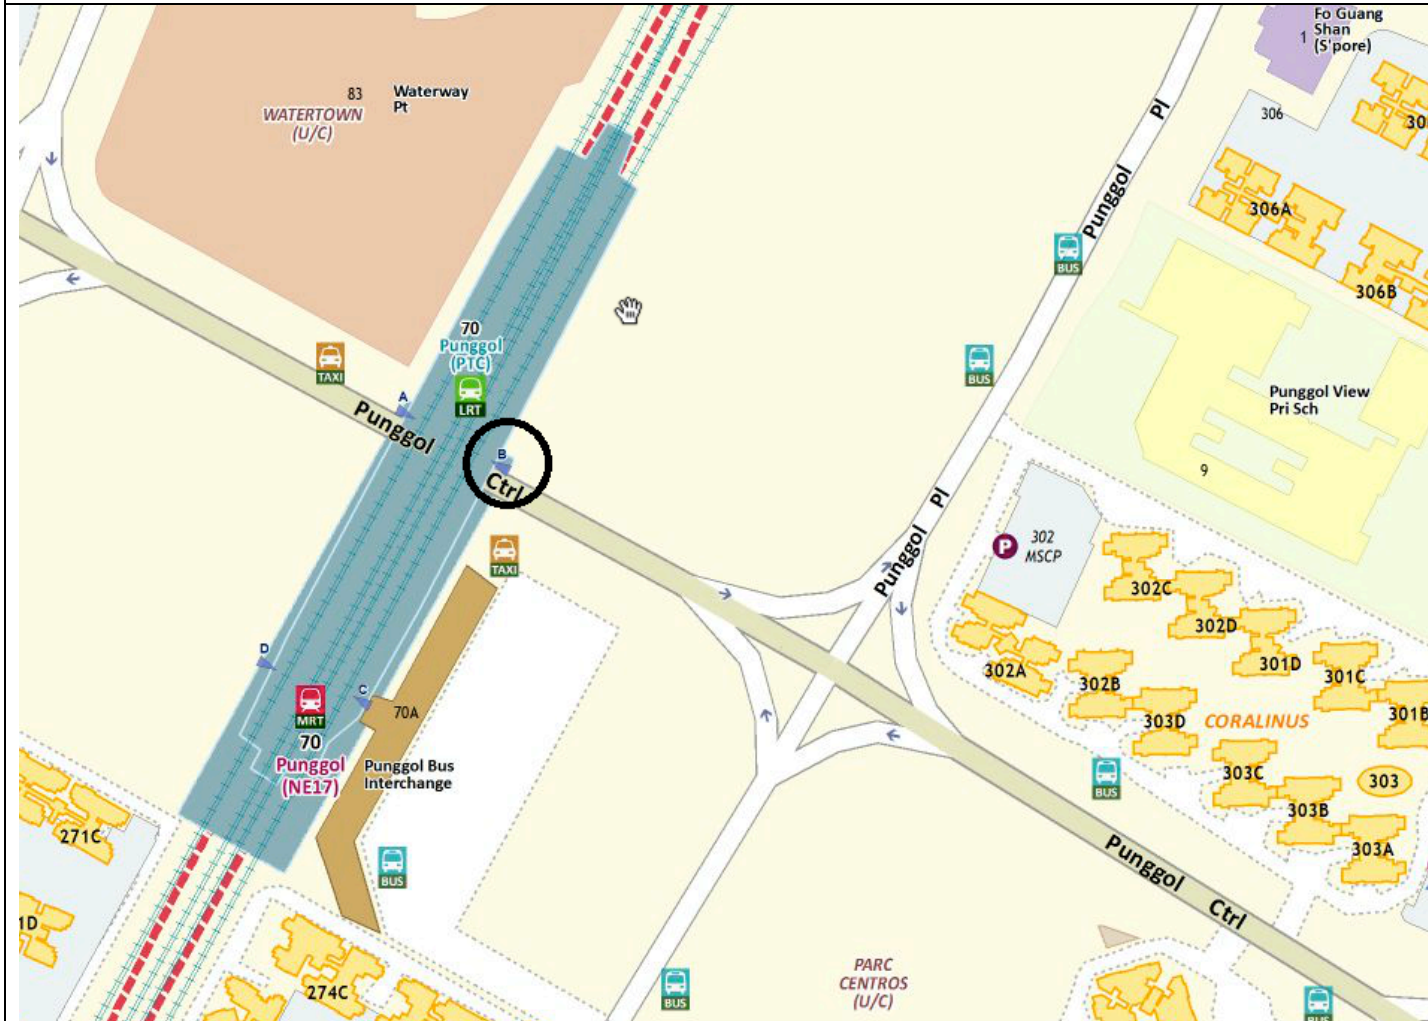 Fo Guang
Shan
(S'pore)
1
83
Waterway
Pt
WATERTOWN
(U/C)
306
306A
306B
Punggol Pl
BUS
BUS
70
Punggol
(PTC)
LRT
TAXI
A
B
Punggol Ctrl
Punggol View
Pri Sch
9
Punggol Pl
P
302
MSCP
TAXI
302C
302D
301D
301C
301B
302A
302B
303D
CORALINUS
303C
303
303B
303A
D
C
MRT
70
Punggol
(NE17)
70A
Punggol Bus
Interchange
BUS
BUS
271C
1D
274C
Punggol Ctrl
PARC
CENTROS
(U/C)
BUS
BUS